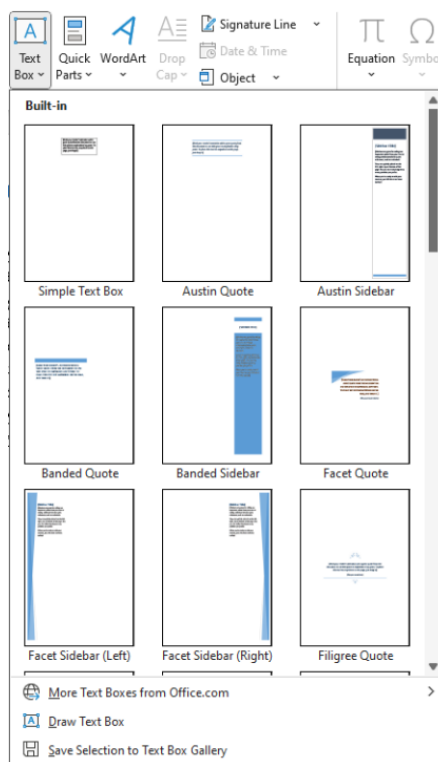 Signature Line
Date & Time
Object
Text Box
Quick Parts
WordArt
Drop Cap
Equation
Symbo
Built-in
Simple Text Box
Austin Quote
Austin Sidebar
Banded Quote
Banded Sidebar
Facet Quote
Facet Sidebar (Left)
Facet Sidebar (Right)
Filigree Quote
More Text Boxes from Office.com
Draw Text Box
Save Selection to Text Box Gallery